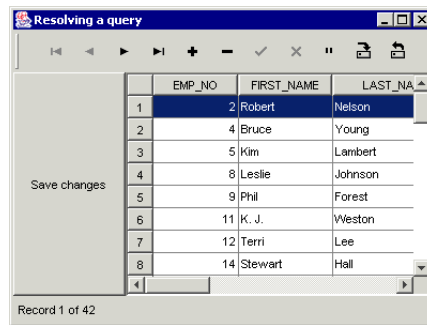 Resolving a query
EMP_NO FIRST_NAME LAST_NA
1 2 Robert Nelson
2 4 Bruce Young
3 5 Kim Lambert
4 8 Leslie Johnson
5 9 Phil Forest
6 11 K. J. Weston
7 12 Terri Lee
8 14 Stewart Hall
Save changes
Record 1 of 42